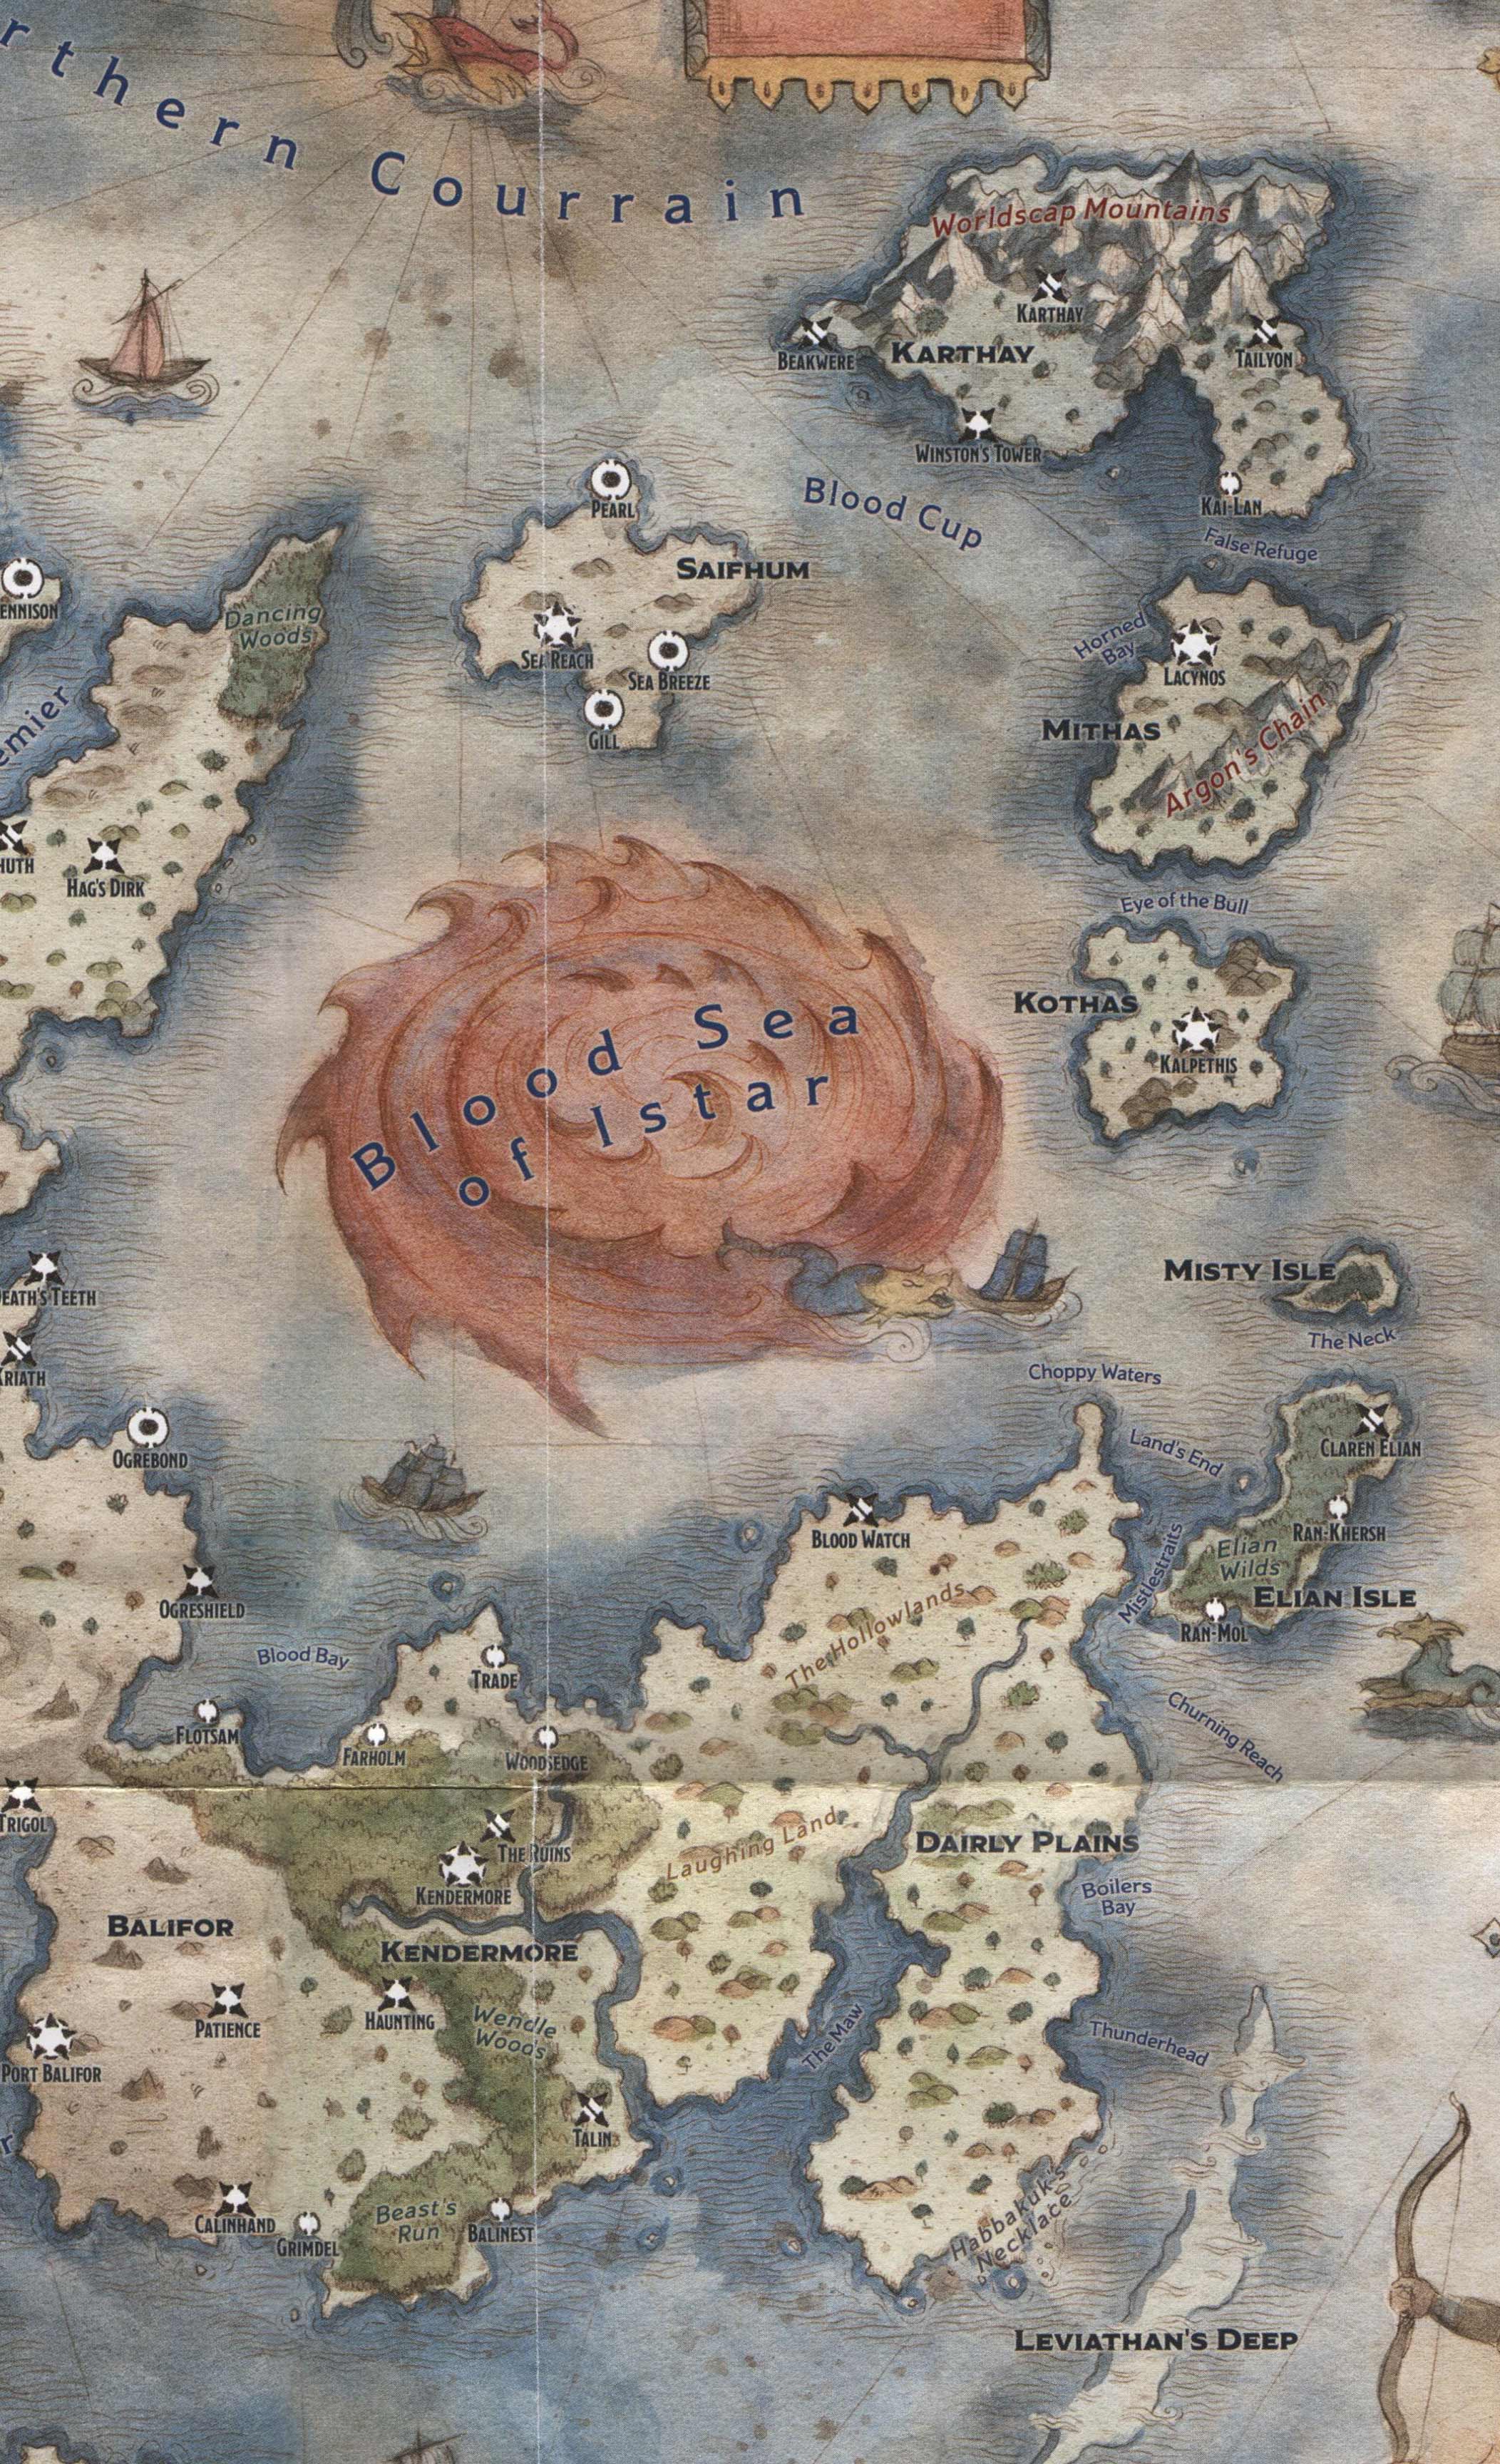 rthern Courrain
Worldscap Mountains
Karthay
Beakwere
Karthay
Tailyon
Winston's Tower
Pearl
Blood Cup
Kai-Lan
False Refuge
Saifhum
Ennison
Dancing
Woods
Horned
Bay
Sea Reach
Lacynos
Sea Breeze
emier
Gill
Mithas
Argon's Chain
huth
Hag's Dirk
Eye of the Bull
Kothas
Blood Sea
of Istar
Kalpethis
Misty Isle
eath's Teeth
The Neck
Kriath
Choppy Waters
Ogrebond
Land's End
Claren Elian
Blood Watch
Ran-Khersh
Elian
Wilds
Mistlestraits
Elian Isle
Ogreshield
The Hollowlands
Ran-Mol
Blood Bay
Trade
Flotsam
Farholm
Woodsedge
Churning Reach
Trigol
Laughing Land
Dairly Plains
The Ruins
Kendermore
Boilers
Bay
Balifor
Kendermore
Patience
Haunting
Wendle
Woods
The Maw
Thunderhead
Port Balifor
Talin
r
Habbakuk's
Necklace
Calinhand
Grimdel
Beast's
Run
Balinest
Leviathan's Deep